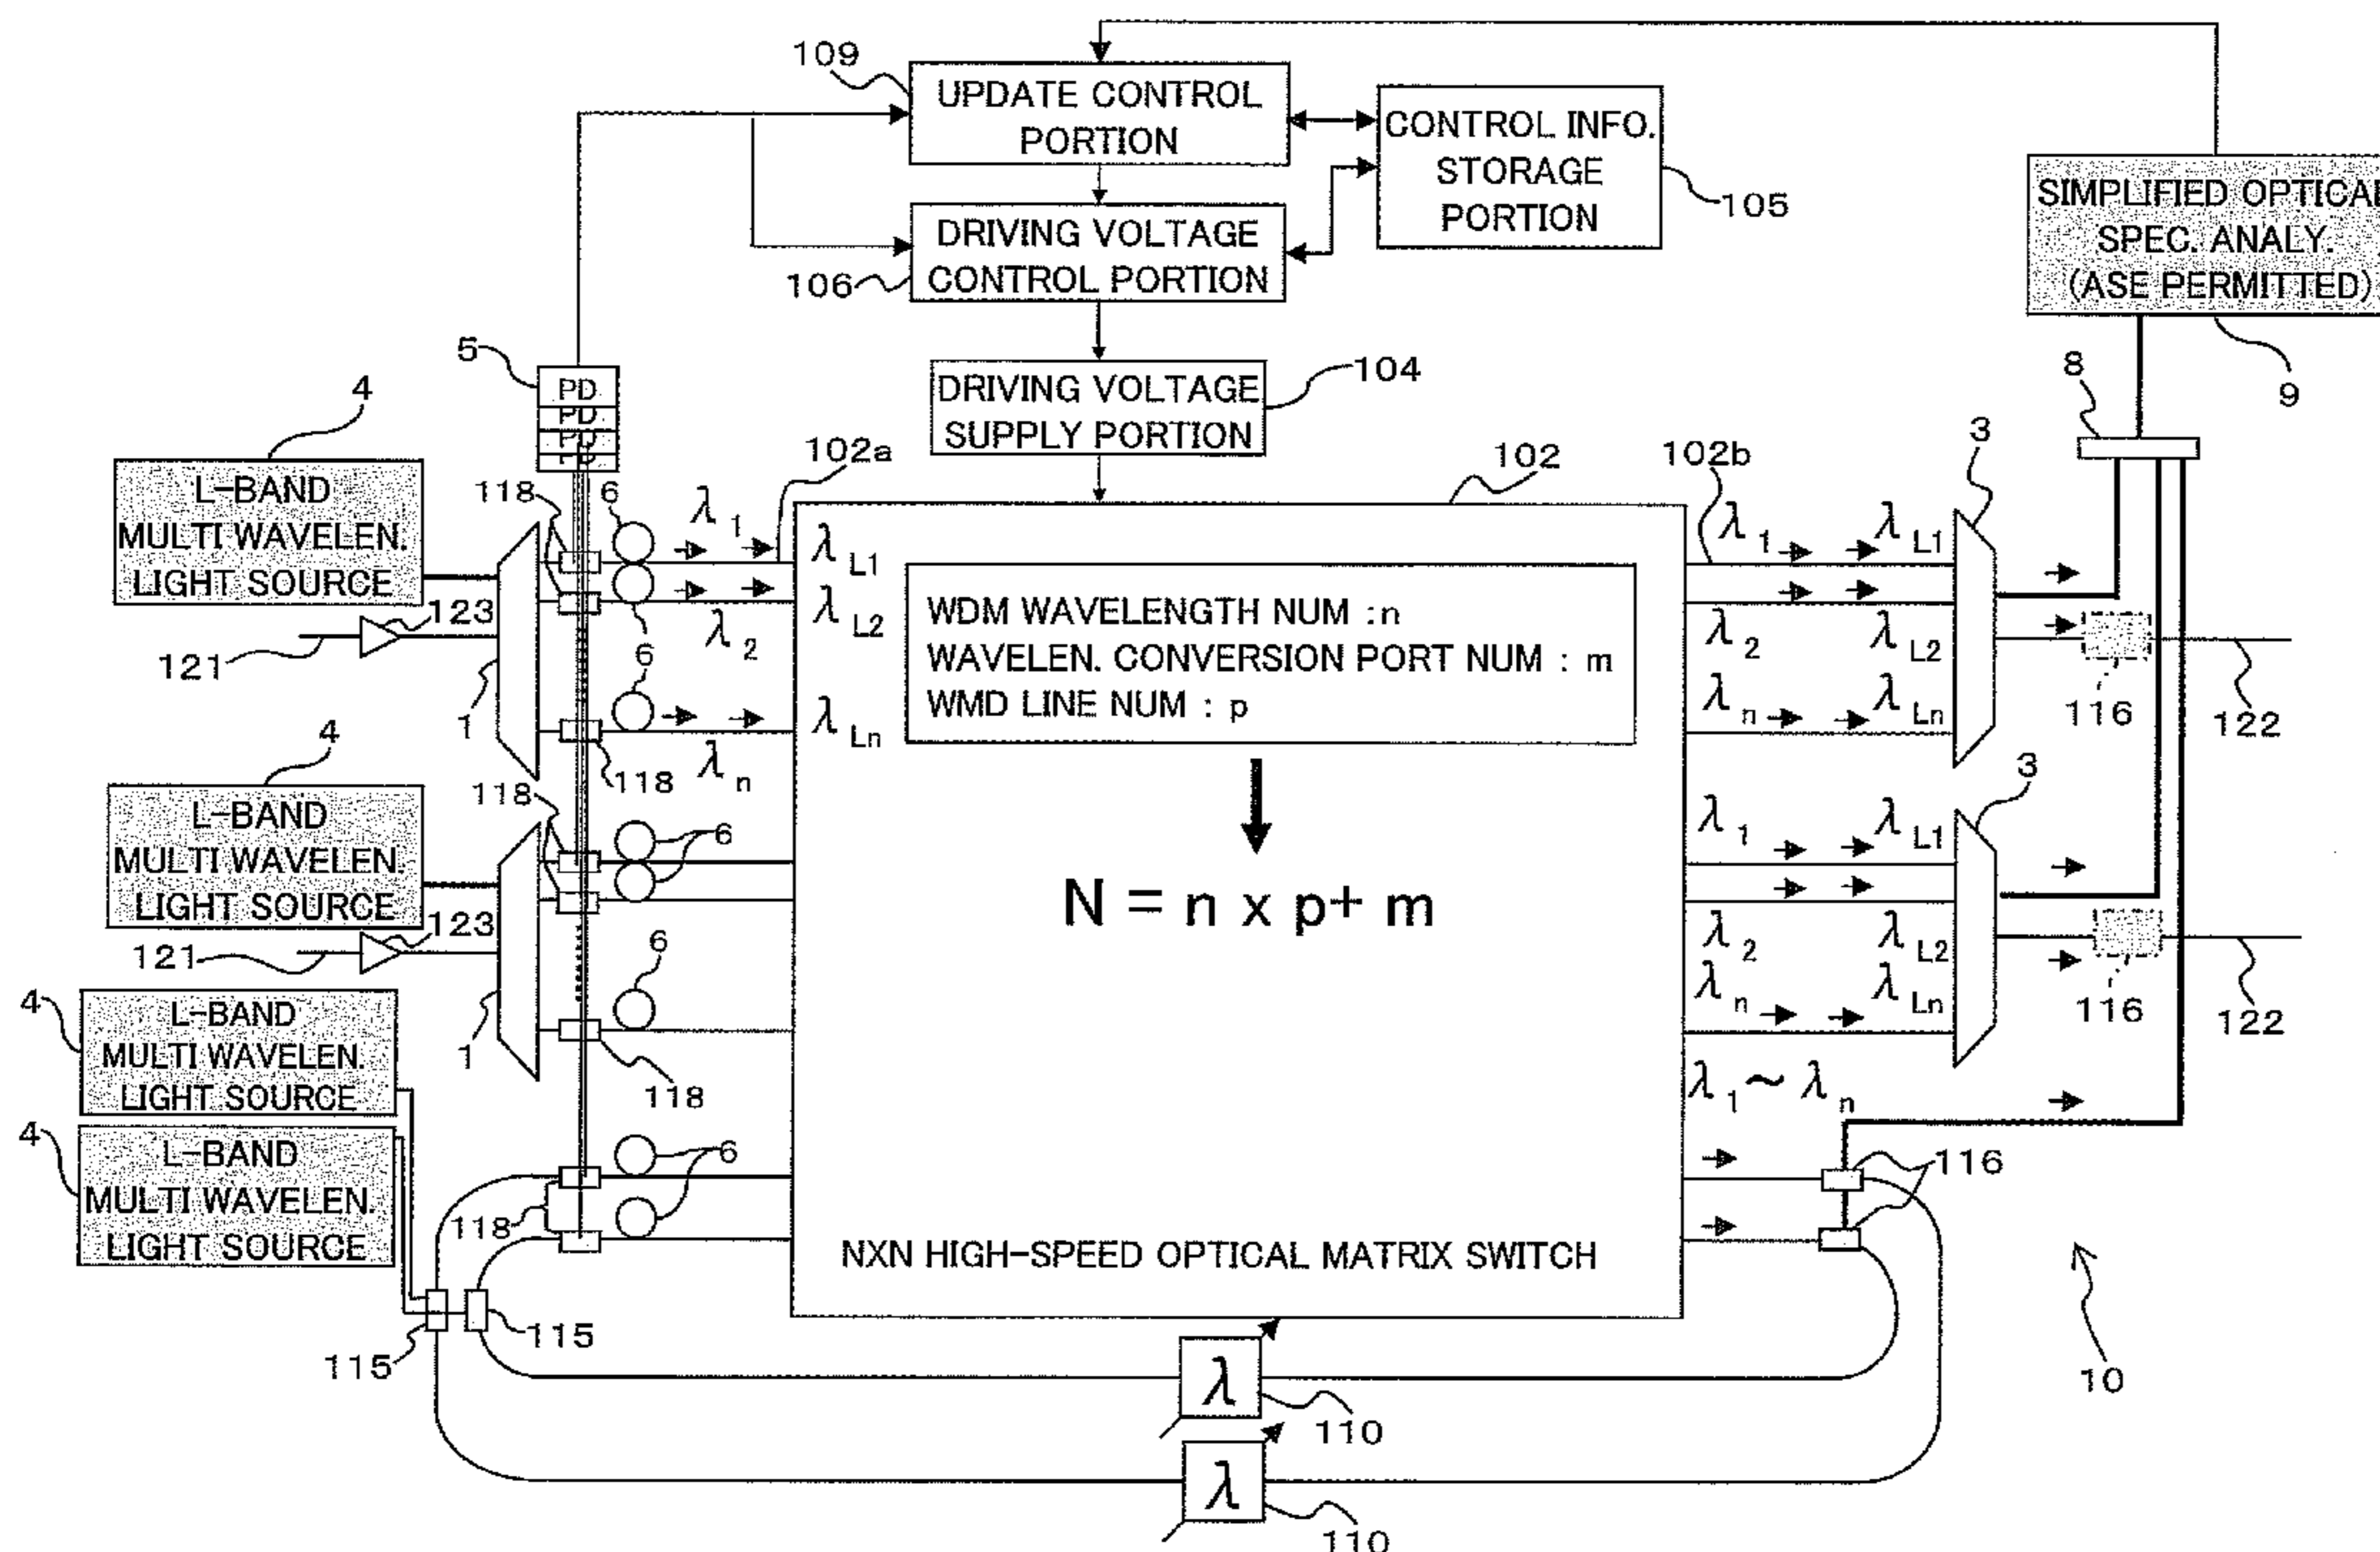 109
UPDATE CONTROL
PORTION
CONTROL INFO.
STORAGE
PORTION
105
SIMPLIFIED OPTICAL
SPEC. ANALY.
(ASE PERMITTED)
9
DRIVING VOLTAGE
CONTROL PORTION
106
5
PD
PD
PD
PD
DRIVING VOLTAGE
SUPPLY PORTION
104
8
4
L-BAND
MULTI WAVELEN.
LIGHT SOURCE
118
6
λ1
102a
102
102b
3
λ1
λL1
λL1
λL2
6
λ2
123
121
1
6
λLn
118
λn
WDM WAVELENGTH NUM :n
WAVELEN. CONVERSION PORT NUM : m
WMD LINE NUM : p
N = n x p+ m
λ2
λL2
λn
λLn
116
122
4
L-BAND
MULTI WAVELEN.
LIGHT SOURCE
118
6
123
121
1
6
118
λ1
λL1
3
λ2
λL2
λn
λLn
116
122
4
L-BAND
MULTI WAVELEN.
LIGHT SOURCE
4
L-BAND
MULTI WAVELEN.
LIGHT SOURCE
6
118
λ1~λn
116
NXN HIGH-SPEED OPTICAL MATRIX SWITCH
115
115
λ
110
λ
110
10